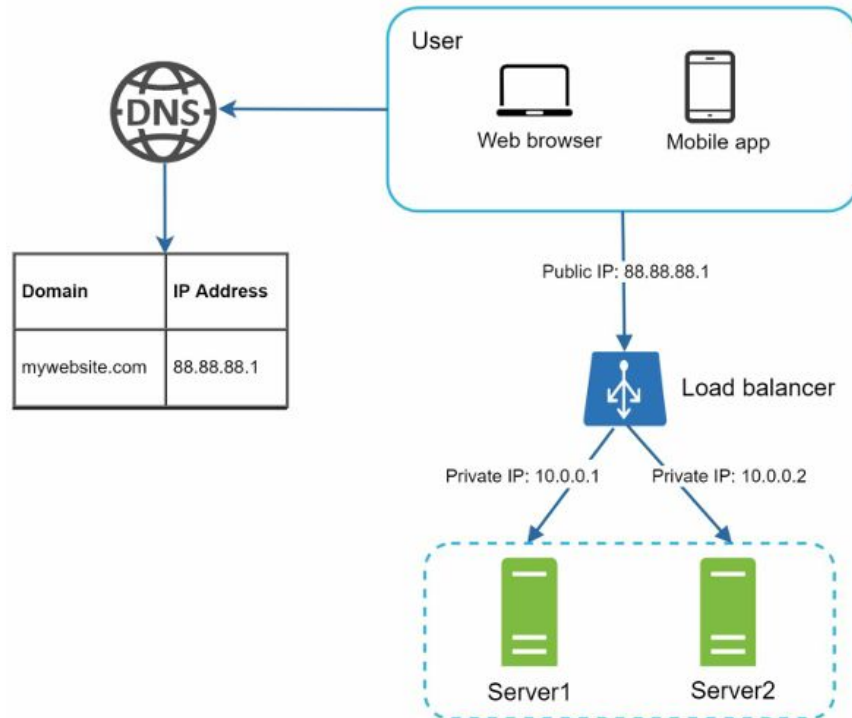 User
DNS
Web browser
Mobile app
Domain
IP Address
mywebsite.com
88.88.88.1
Public IP: 88.88.88.1
Load balancer
Private IP: 10.0.0.1
Private IP: 10.0.0.2
Server1
Server2